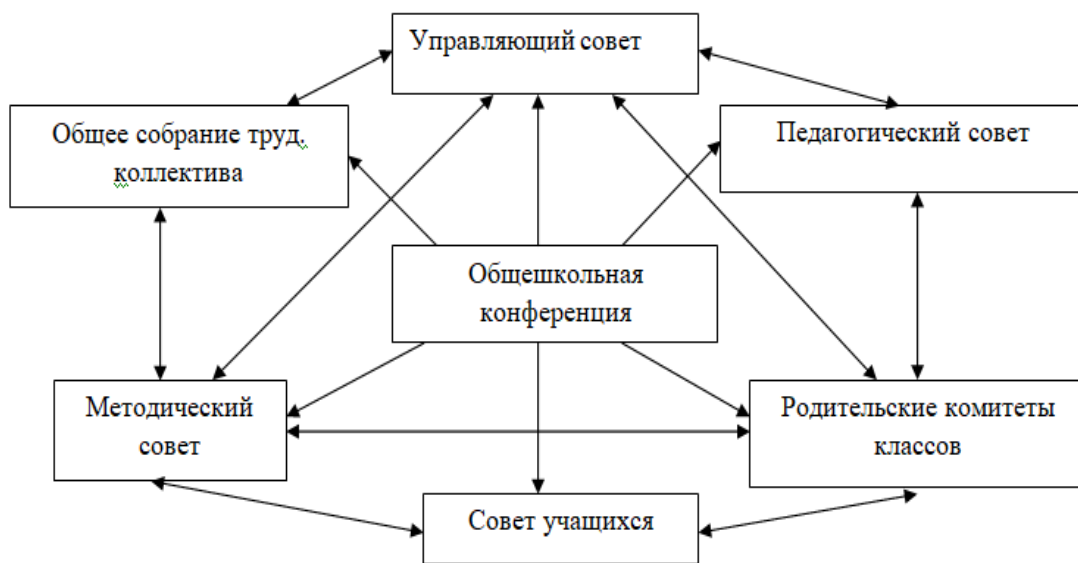 Управляющий совет
Общее собрание труд.
коллектива
Педагогический совет
Общешкольная
конференция
Методический
совет
Родительские комитеты
классов
Совет учащихся